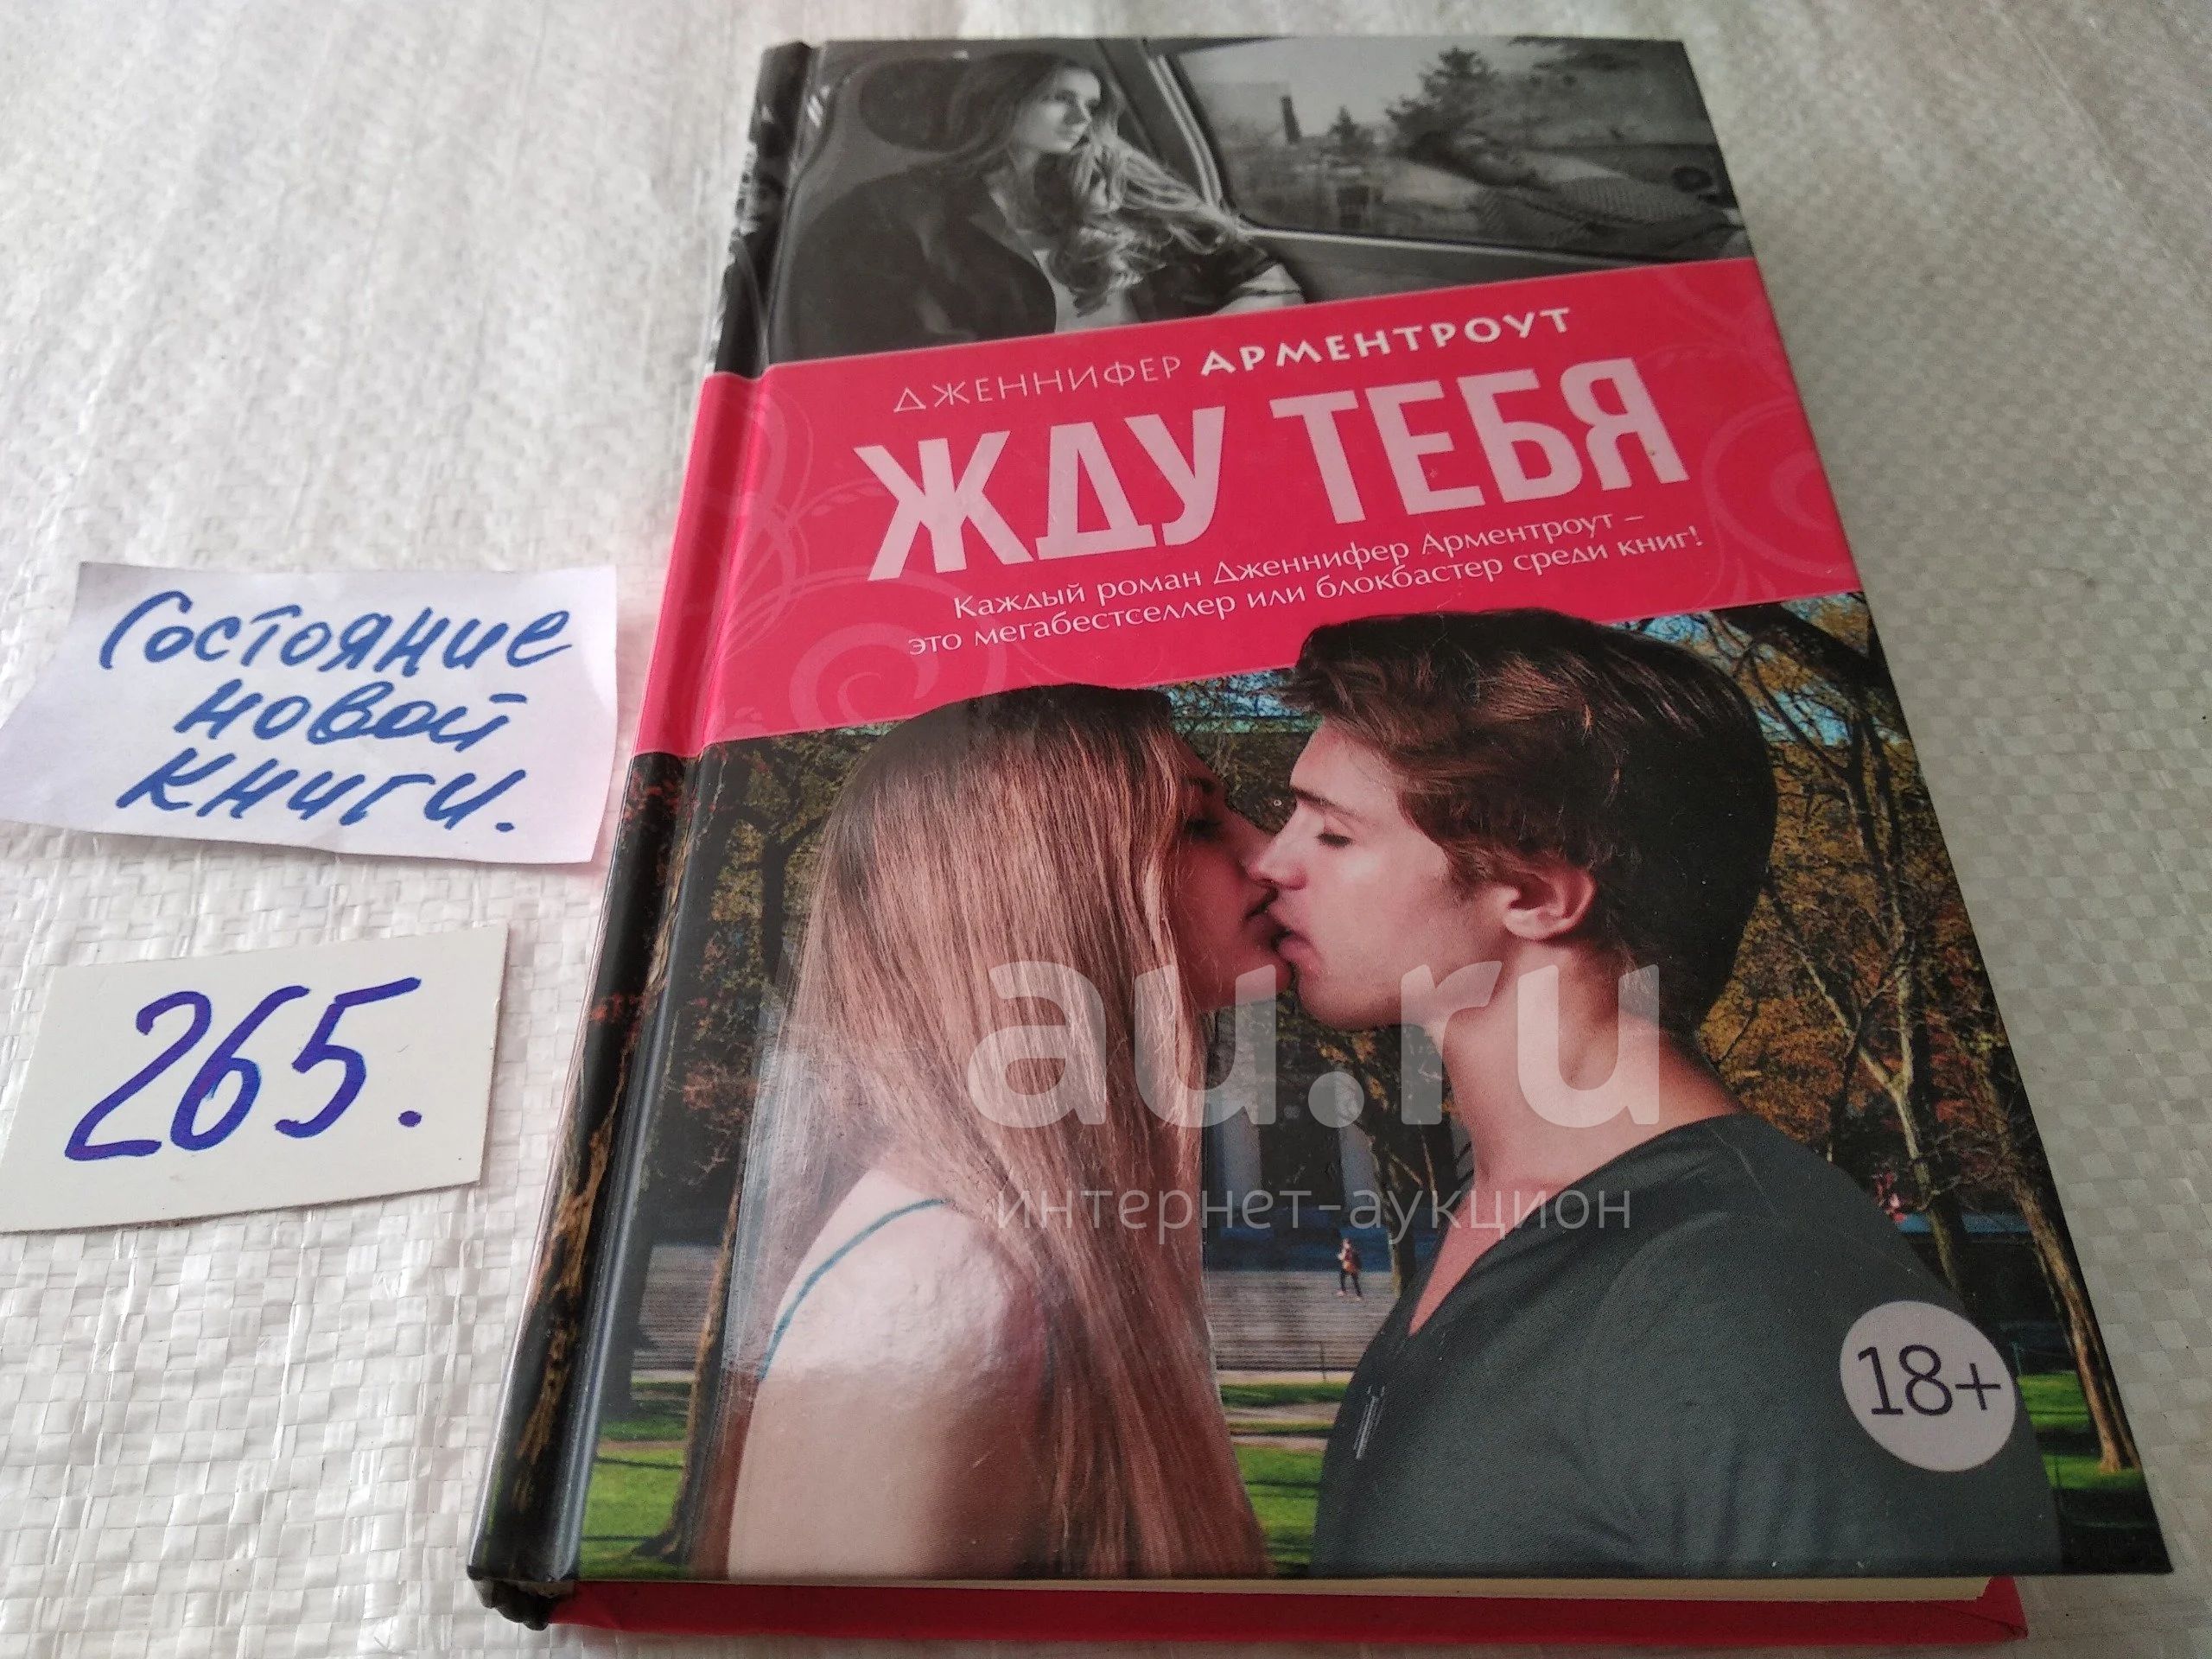 ДЖЕННИФЕР АРМЕНТРОУТ
ЖДУ ТЕБЯ
Каждый роман Дженнифер Арментроут –
это мегабестселлер или блокбастер среди книг!
Состояние
новой
книги.
265.
au.ru
интернет-аукцион
18+